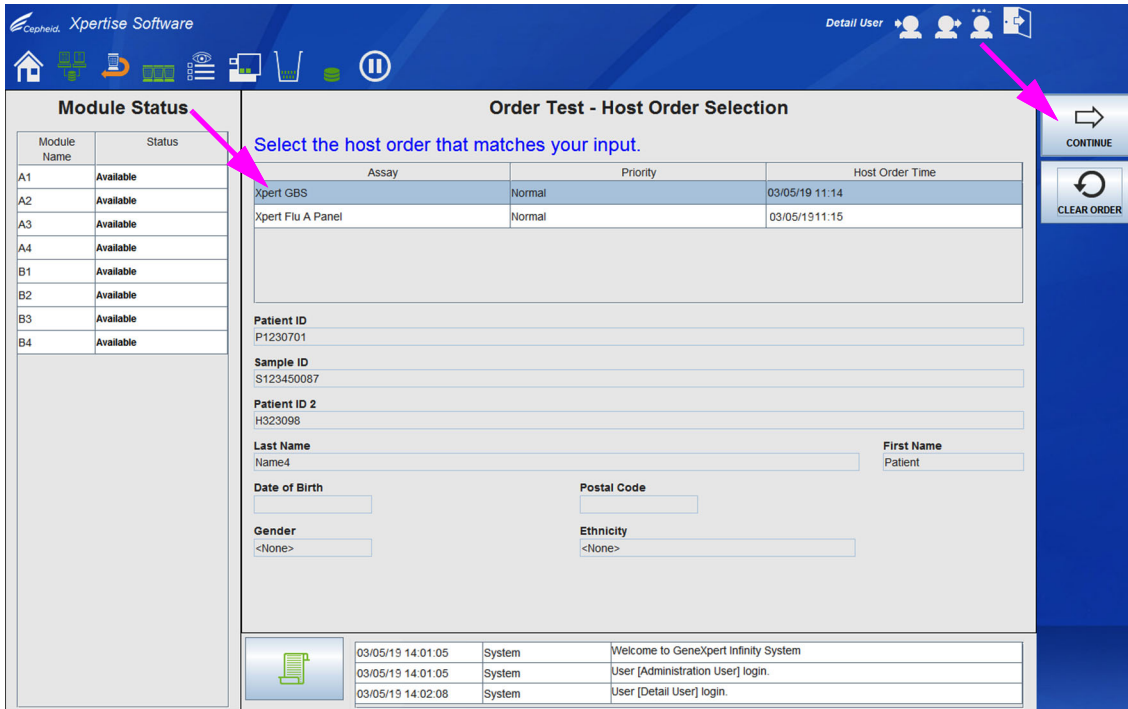 Cepheid. Xpertise Software
Detail User
Module Status
Module Name
Status
A1 Available
A2 Available
A3 Available
A4 Available
B1 Available
B2 Available
B3 Available
B4 Available
Order Test - Host Order Selection
Select the host order that matches your input.
Assay Priority Host Order Time
Xpert GBS Normal 03/05/19 11:14
Xpert Flu A Panel Normal 03/05/1911:15
Patient ID
P1230701
Sample ID
S123450087
Patient ID 2
H323098
Last Name First Name
Name4 Patient
Date of Birth Postal Code
Gender Ethnicity
<None> <None>
03/05/19 14:01:05 System Welcome to GeneXpert Infinity System
03/05/19 14:01:05 System User [Administration User] login.
03/05/19 14:02:08 System User [Detail User] login.
CONTINUE
CLEAR ORDER